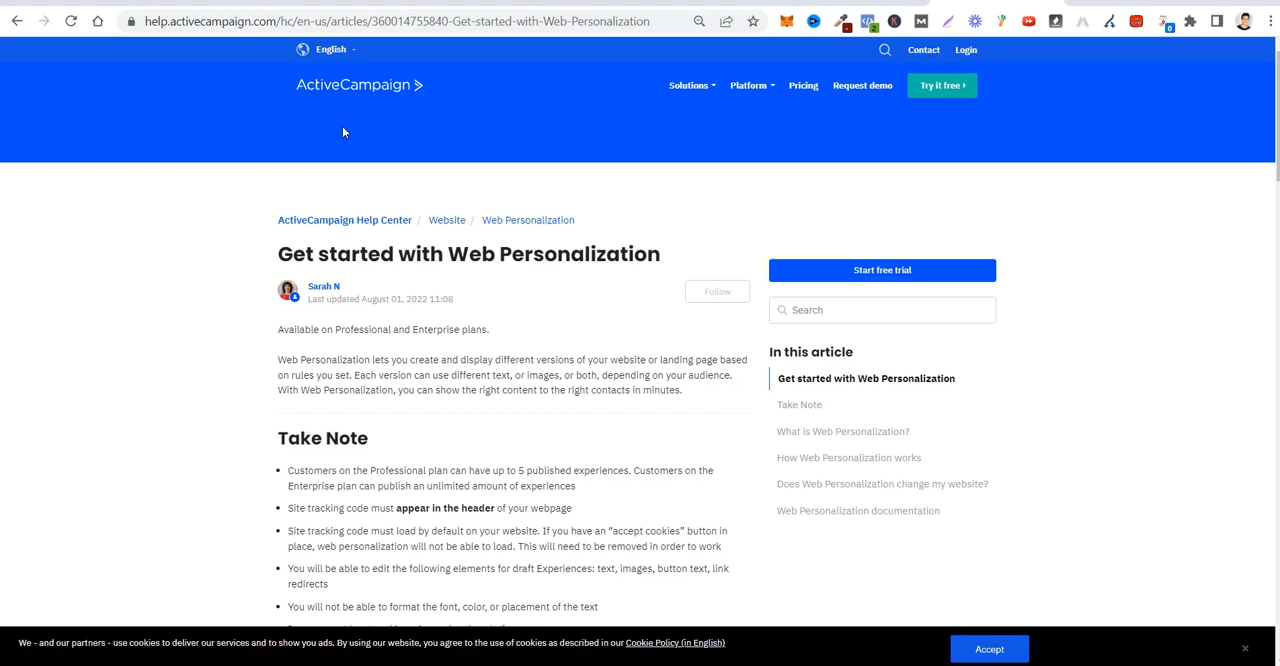 help.activecampaign.com/hc/en-us/articles/360014755840-Get-started-with-Web-Personalization
English
Contact
Login
ActiveCampaign >
Solutions
Platform
Pricing
Request demo
Try it free
ActiveCampaign Help Center / Website / Web Personalization
Get started with Web Personalization
Sarah N
Last updated August 01, 2022 11:08
Follow
Available on Professional and Enterprise plans.
Web Personalization lets you create and display different versions of your website or landing page based
on rules you set. Each version can use different text, or images, or both, depending on your audience.
With Web Personalization, you can show the right content to the right contacts in minutes.
Take Note
Customers on the Professional plan can have up to 5 published experiences. Customers on the
Enterprise plan can publish an unlimited amount of experiences
Site tracking code must appear in the header of your webpage
Site tracking code must load by default on your website. If you have an “accept cookies” button in
place, web personalization will not be able to load. This will need to be removed in order to work
You will be able to edit the following elements for draft Experiences: text, images, button text, link
redirects
You will not be able to format the font, color, or placement of the text
Start free trial
Search
In this article
Get started with Web Personalization
Take Note
What is Web Personalization?
How Web Personalization works
Does Web Personalization change my website?
Web Personalization documentation
We - and our partners - use cookies to deliver our services and to show you ads. By using our website, you agree to the use of cookies as described in our Cookie Policy (in English)
Accept